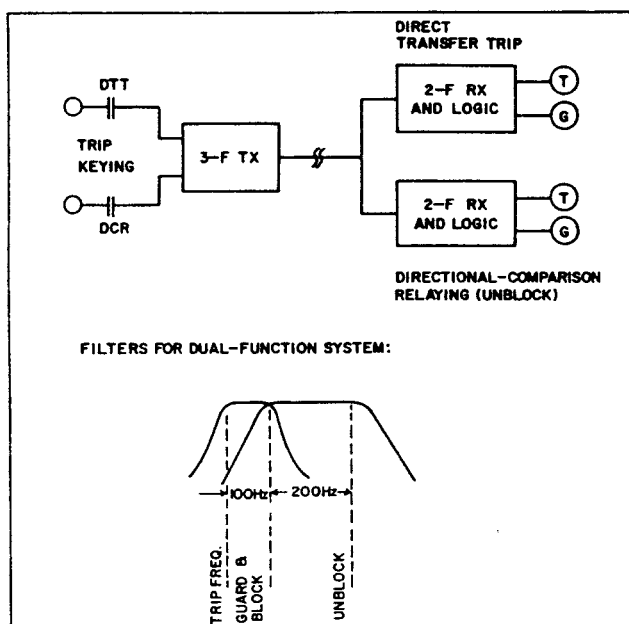 DIRECT
TRANSFER TRIP
DTT
2-F RX
AND LOGIC
T
G
TRIP
KEYING
3-F TX
DCR
2-F RX
AND LOGIC
T
G
DIRECTIONAL-COMPARISON
RELAYING (UNBLOCK)
FILTERS FOR DUAL-FUNCTION SYSTEM:
100Hz
200Hz
TRIP FREQ.
GUARD &
BLOCK
UNBLOCK